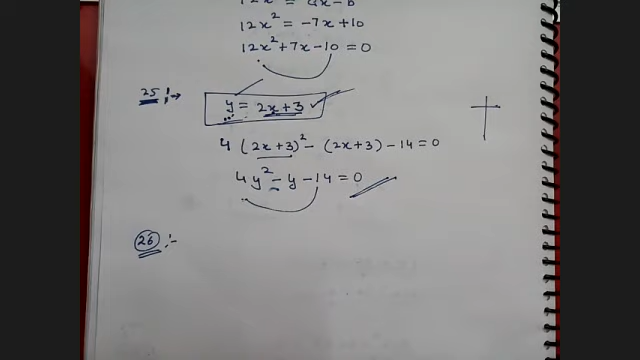 12x² = -7x+10
12x²+7x-10 = 0
25 :→ y = 2x+3
4 (2x+3)² - (2x+3) - 14 = 0
4y² - y - 14 = 0
26 :-